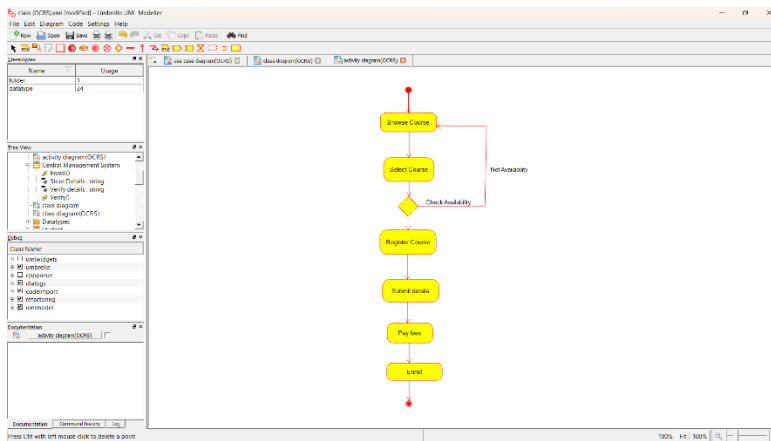 class (OCRS).xmi [modified] - Umbrello UML Modeller
File Edit Diagram Code Settings Help
New Open Save Cut Copy Paste Find
Stereotypes
Name Usage
folder 1
datatype 24
use case diagram(OCRS) class diagram(OCRS) activity diagram(OCRS)
Tree View
activity diagram(OCRS)
Central Management System
Enroll()
Store Details : string
Verify details : string
Verify()
class diagram
class diagram(OCRS)
Datatypes
Student
Debug
Class Name
umlwidgets
umbrello
cppparser
dialogs
codeimport
refactoring
umlmodel
Documentation
activity diagram(OCRS)
Documentation Command history Log
Browse Course
Select Course
Not Availability
Check Availability
Register Course
Submit details
Pay fees
Enroll
Press Ctrl with left mouse click to delete a point
100% Fit 100%